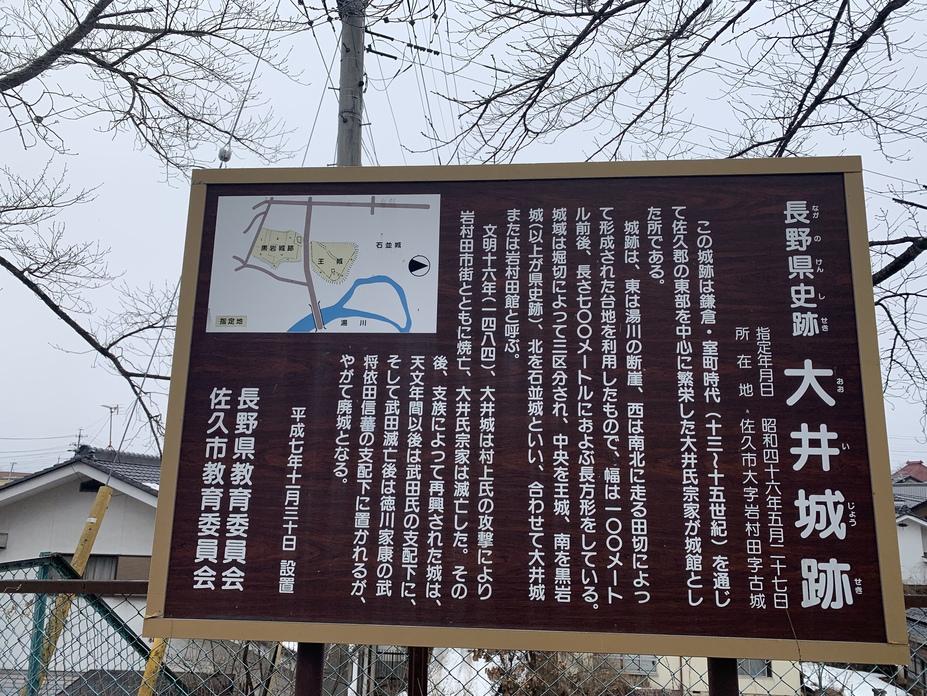 長野県史跡 大井城跡
ながのけんしせき おおいじょうせき
指定年月日 昭和四十六年五月二十七日
所在地 佐久市大字岩村田字古城
この城跡は鎌倉・室町時代(十三~十五世紀)を通じ
て佐久郡の東部を中心に繁栄した大井氏宗家が城館とし
た所である。
城跡は、東は湯川の断崖、西は南北に走る田切によっ
て形成された台地を利用したもので、幅は一〇〇メート
ル前後、長さ七〇〇メートルにおよぶ長方形をしている。
城域は堀切によって三区分され、中央を王城、南を黒岩
城(以上が県史跡)、北を石並城といい、合わせて大井城
または岩村田館と呼ぶ。
文明十六年(一四八四)、大井城は村上氏の攻撃により
岩村田市街とともに焼亡、大井氏宗家は滅亡した。その
後、支族によって再興された城は、
天文年間以後は武田氏の支配下に、
そして武田滅亡後は徳川家康の武
将依田信蕃の支配下に置かれるが、
やがて廃城となる。
平成七年十月三十日 設置
長野県教育委員会
佐久市教育委員会
黒岩城跡
王城
石並城
湯川
指定地